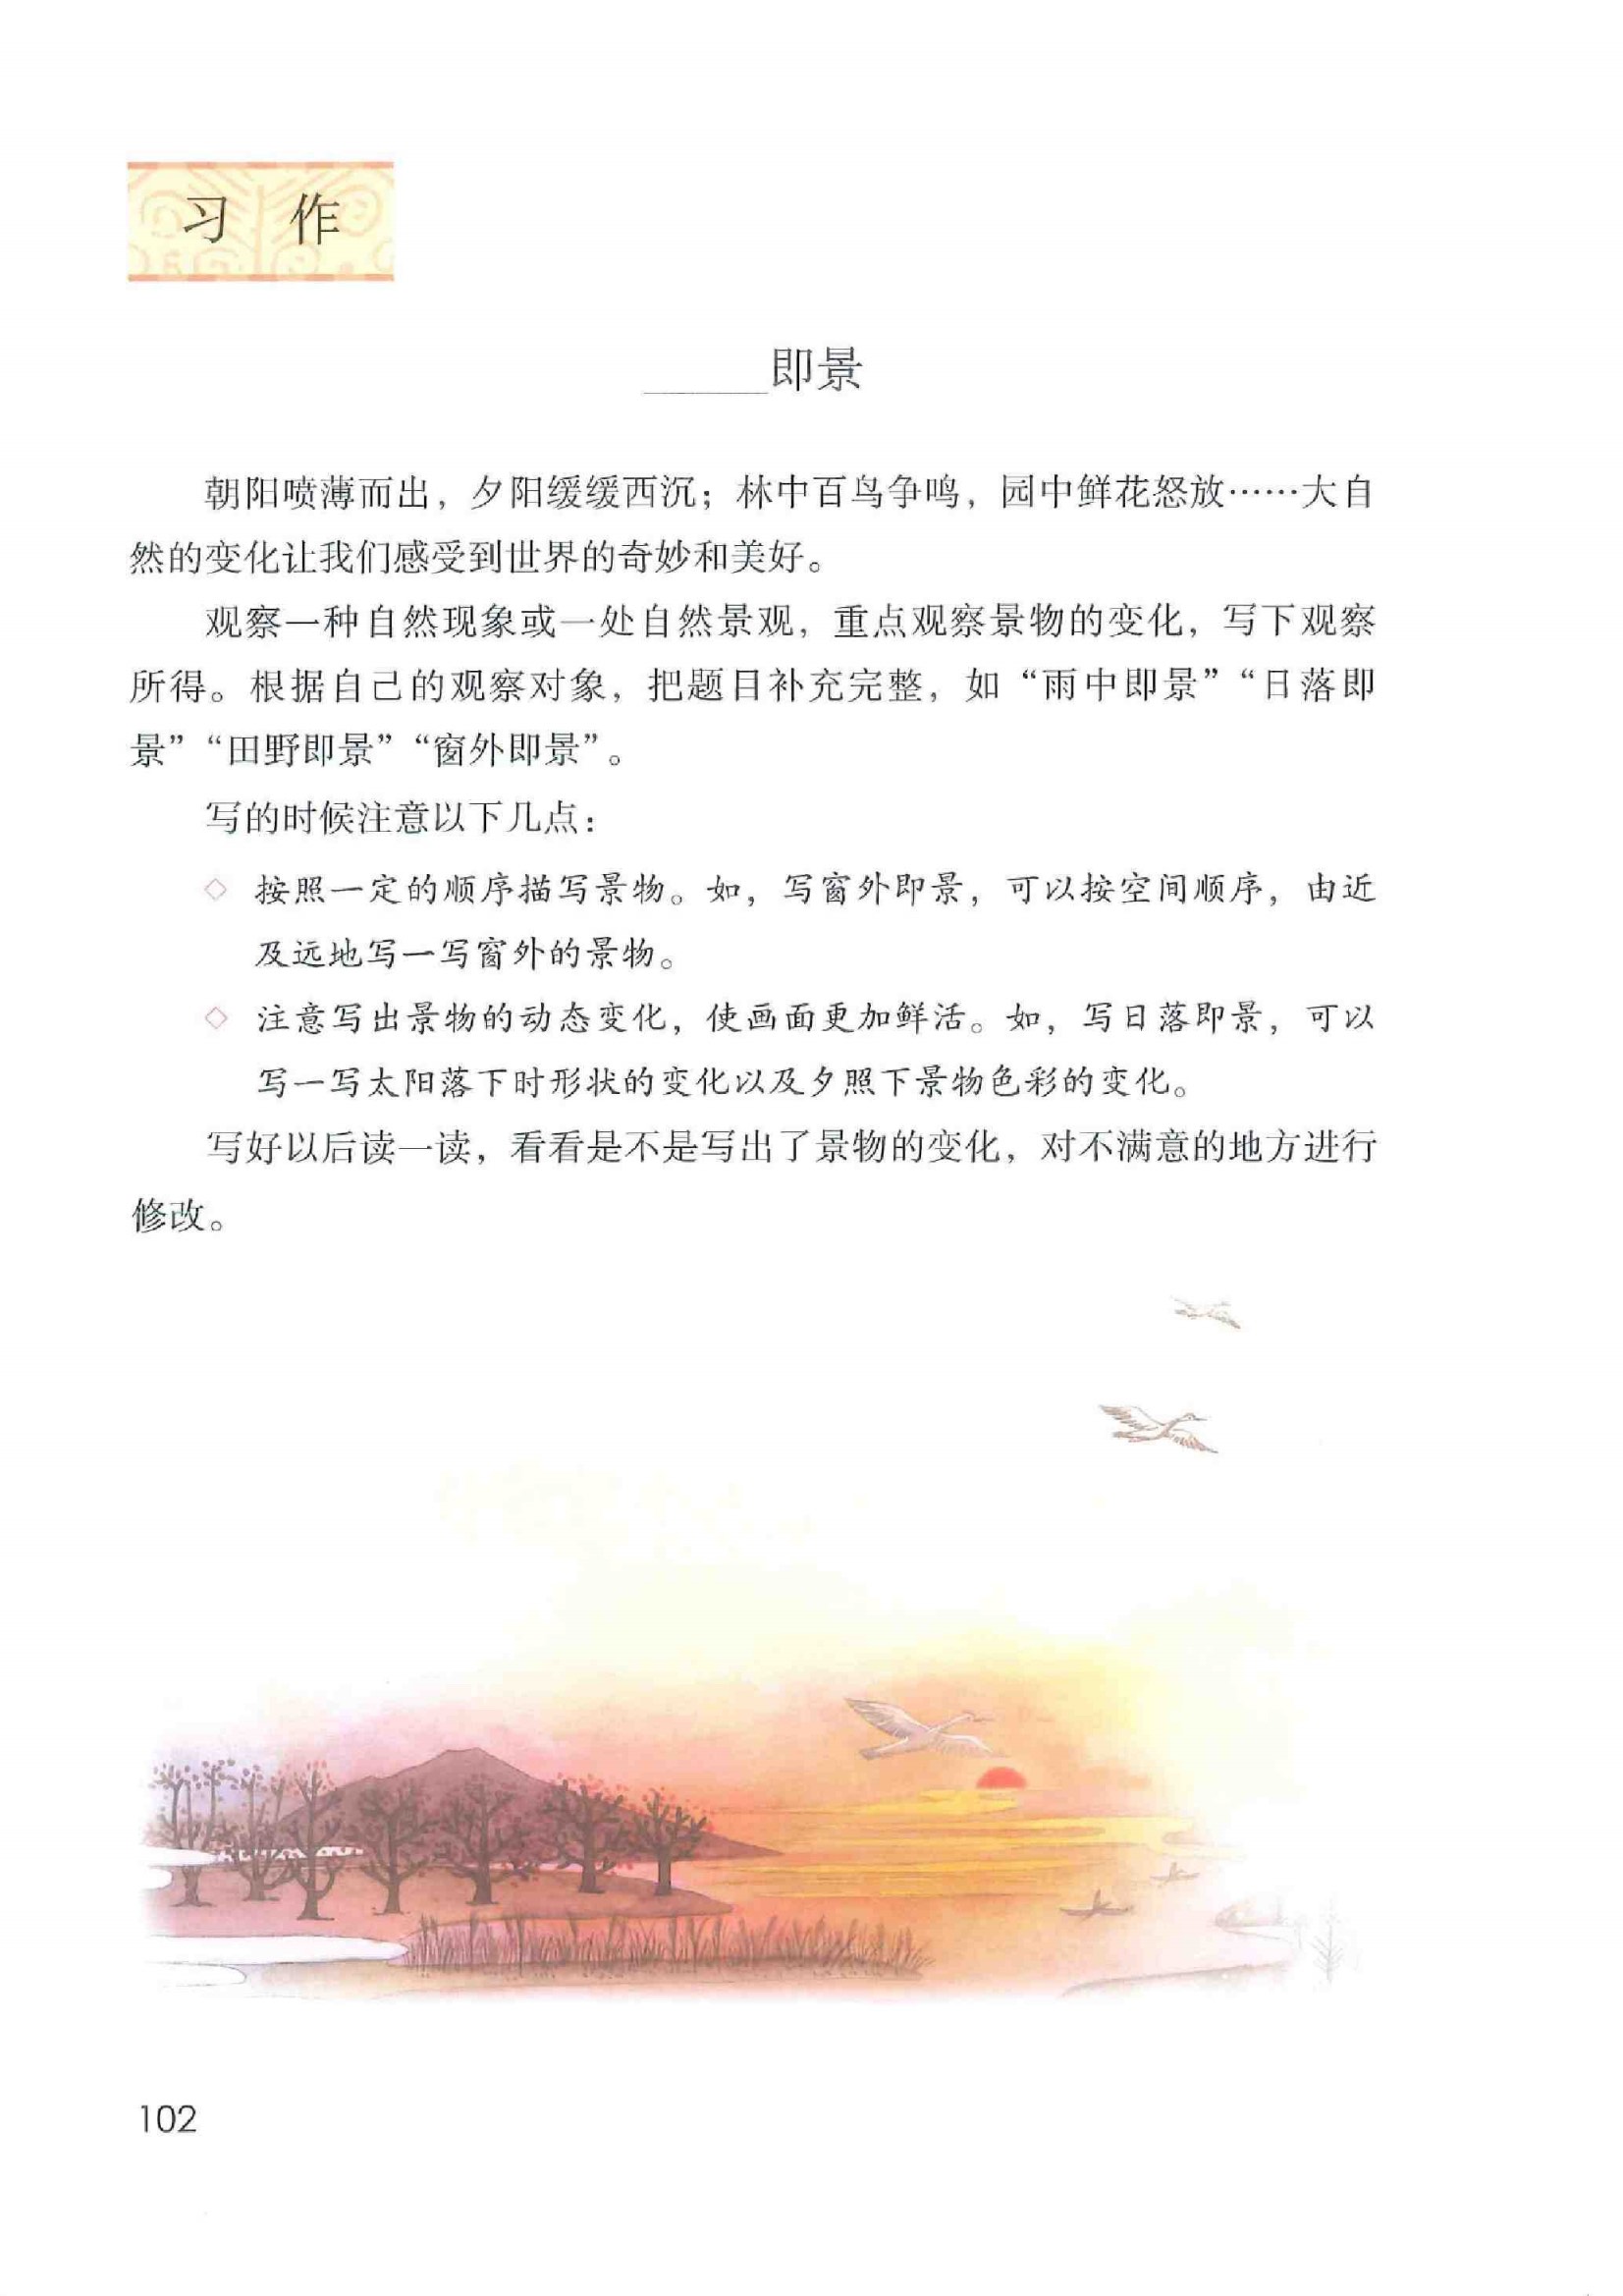 习 作
______即景
朝阳喷薄而出，夕阳缓缓西沉；林中百鸟争鸣，园中鲜花怒放……大自
然的变化让我们感受到世界的奇妙和美好。
观察一种自然现象或一处自然景观，重点观察景物的变化，写下观察
所得。根据自己的观察对象，把题目补充完整，如“雨中即景”“日落即
景”“田野即景”“窗外即景”。
写的时候注意以下几点：
◇ 按照一定的顺序描写景物。如，写窗外即景，可以按空间顺序，由近
及远地写一写窗外的景物。
◇ 注意写出景物的动态变化，使画面更加鲜活。如，写日落即景，可以
写一写太阳落下时形状的变化以及夕照下景物色彩的变化。
写好以后读一读，看看是不是写出了景物的变化，对不满意的地方进行
修改。
102